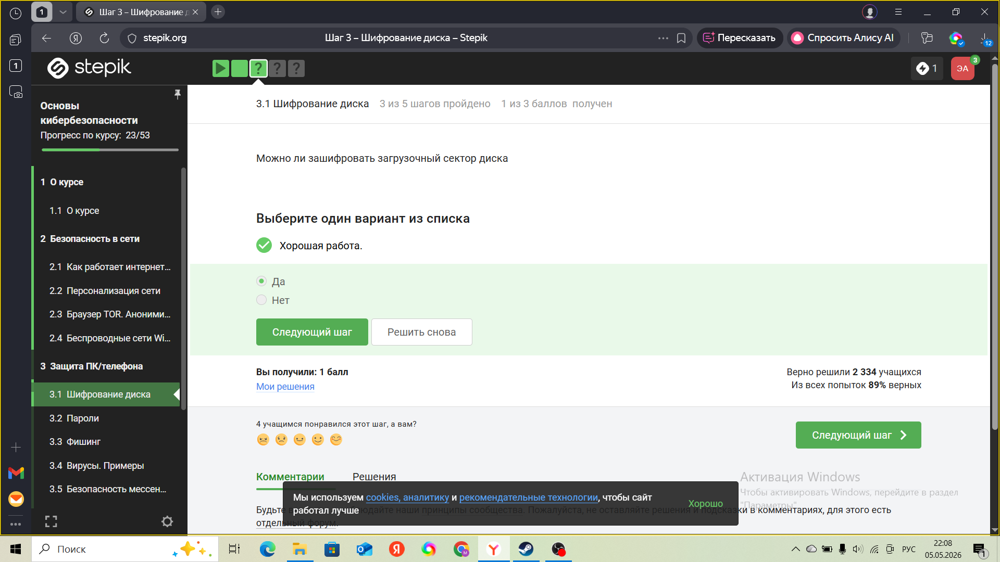 1
Шаг 3 – Шифрование д
stepik.org
Шаг 3 – Шифрование диска – Stepik
Пересказать
Спросить Алису AI
12
1
stepik
1
ЭА
3
Основы
кибербезопасности
Прогресс по курсу: 23/53
1 О курсе
1.1 О курсе
2 Безопасность в сети
2.1 Как работает интернет...
2.2 Персонализация сети
2.3 Браузер TOR. Аноними...
2.4 Беспроводные сети Wi...
3 Защита ПК/телефона
3.1 Шифрование диска
3.2 Пароли
3.3 Фишинг
3.4 Вирусы. Примеры
3.5 Безопасность мессен...
3.1 Шифрование диска 3 из 5 шагов пройдено 1 из 3 баллов получен
Можно ли зашифровать загрузочный сектор диска
Выберите один вариант из списка
Хорошая работа.
Да
Нет
Следующий шаг
Решить снова
Вы получили: 1 балл
Мои решения
Верно решили 2 334 учащихся
Из всех попыток 89% верных
4 учащимся понравился этот шаг, а вам?
Следующий шаг
Комментарии
Решения
Активация Windows
Чтобы активировать Windows, перейдите в раздел
"Параметры".
Мы используем cookies, аналитику и рекомендательные технологии, чтобы сайт
работал лучше
Хорошо
Будьте людайте наши принципы сообщества. Пожалуйста, не оставляйте решения и подсказки в комментариях, для этого есть
отдельный форум.
Поиск
РУС
22:08
05.05.2026
1